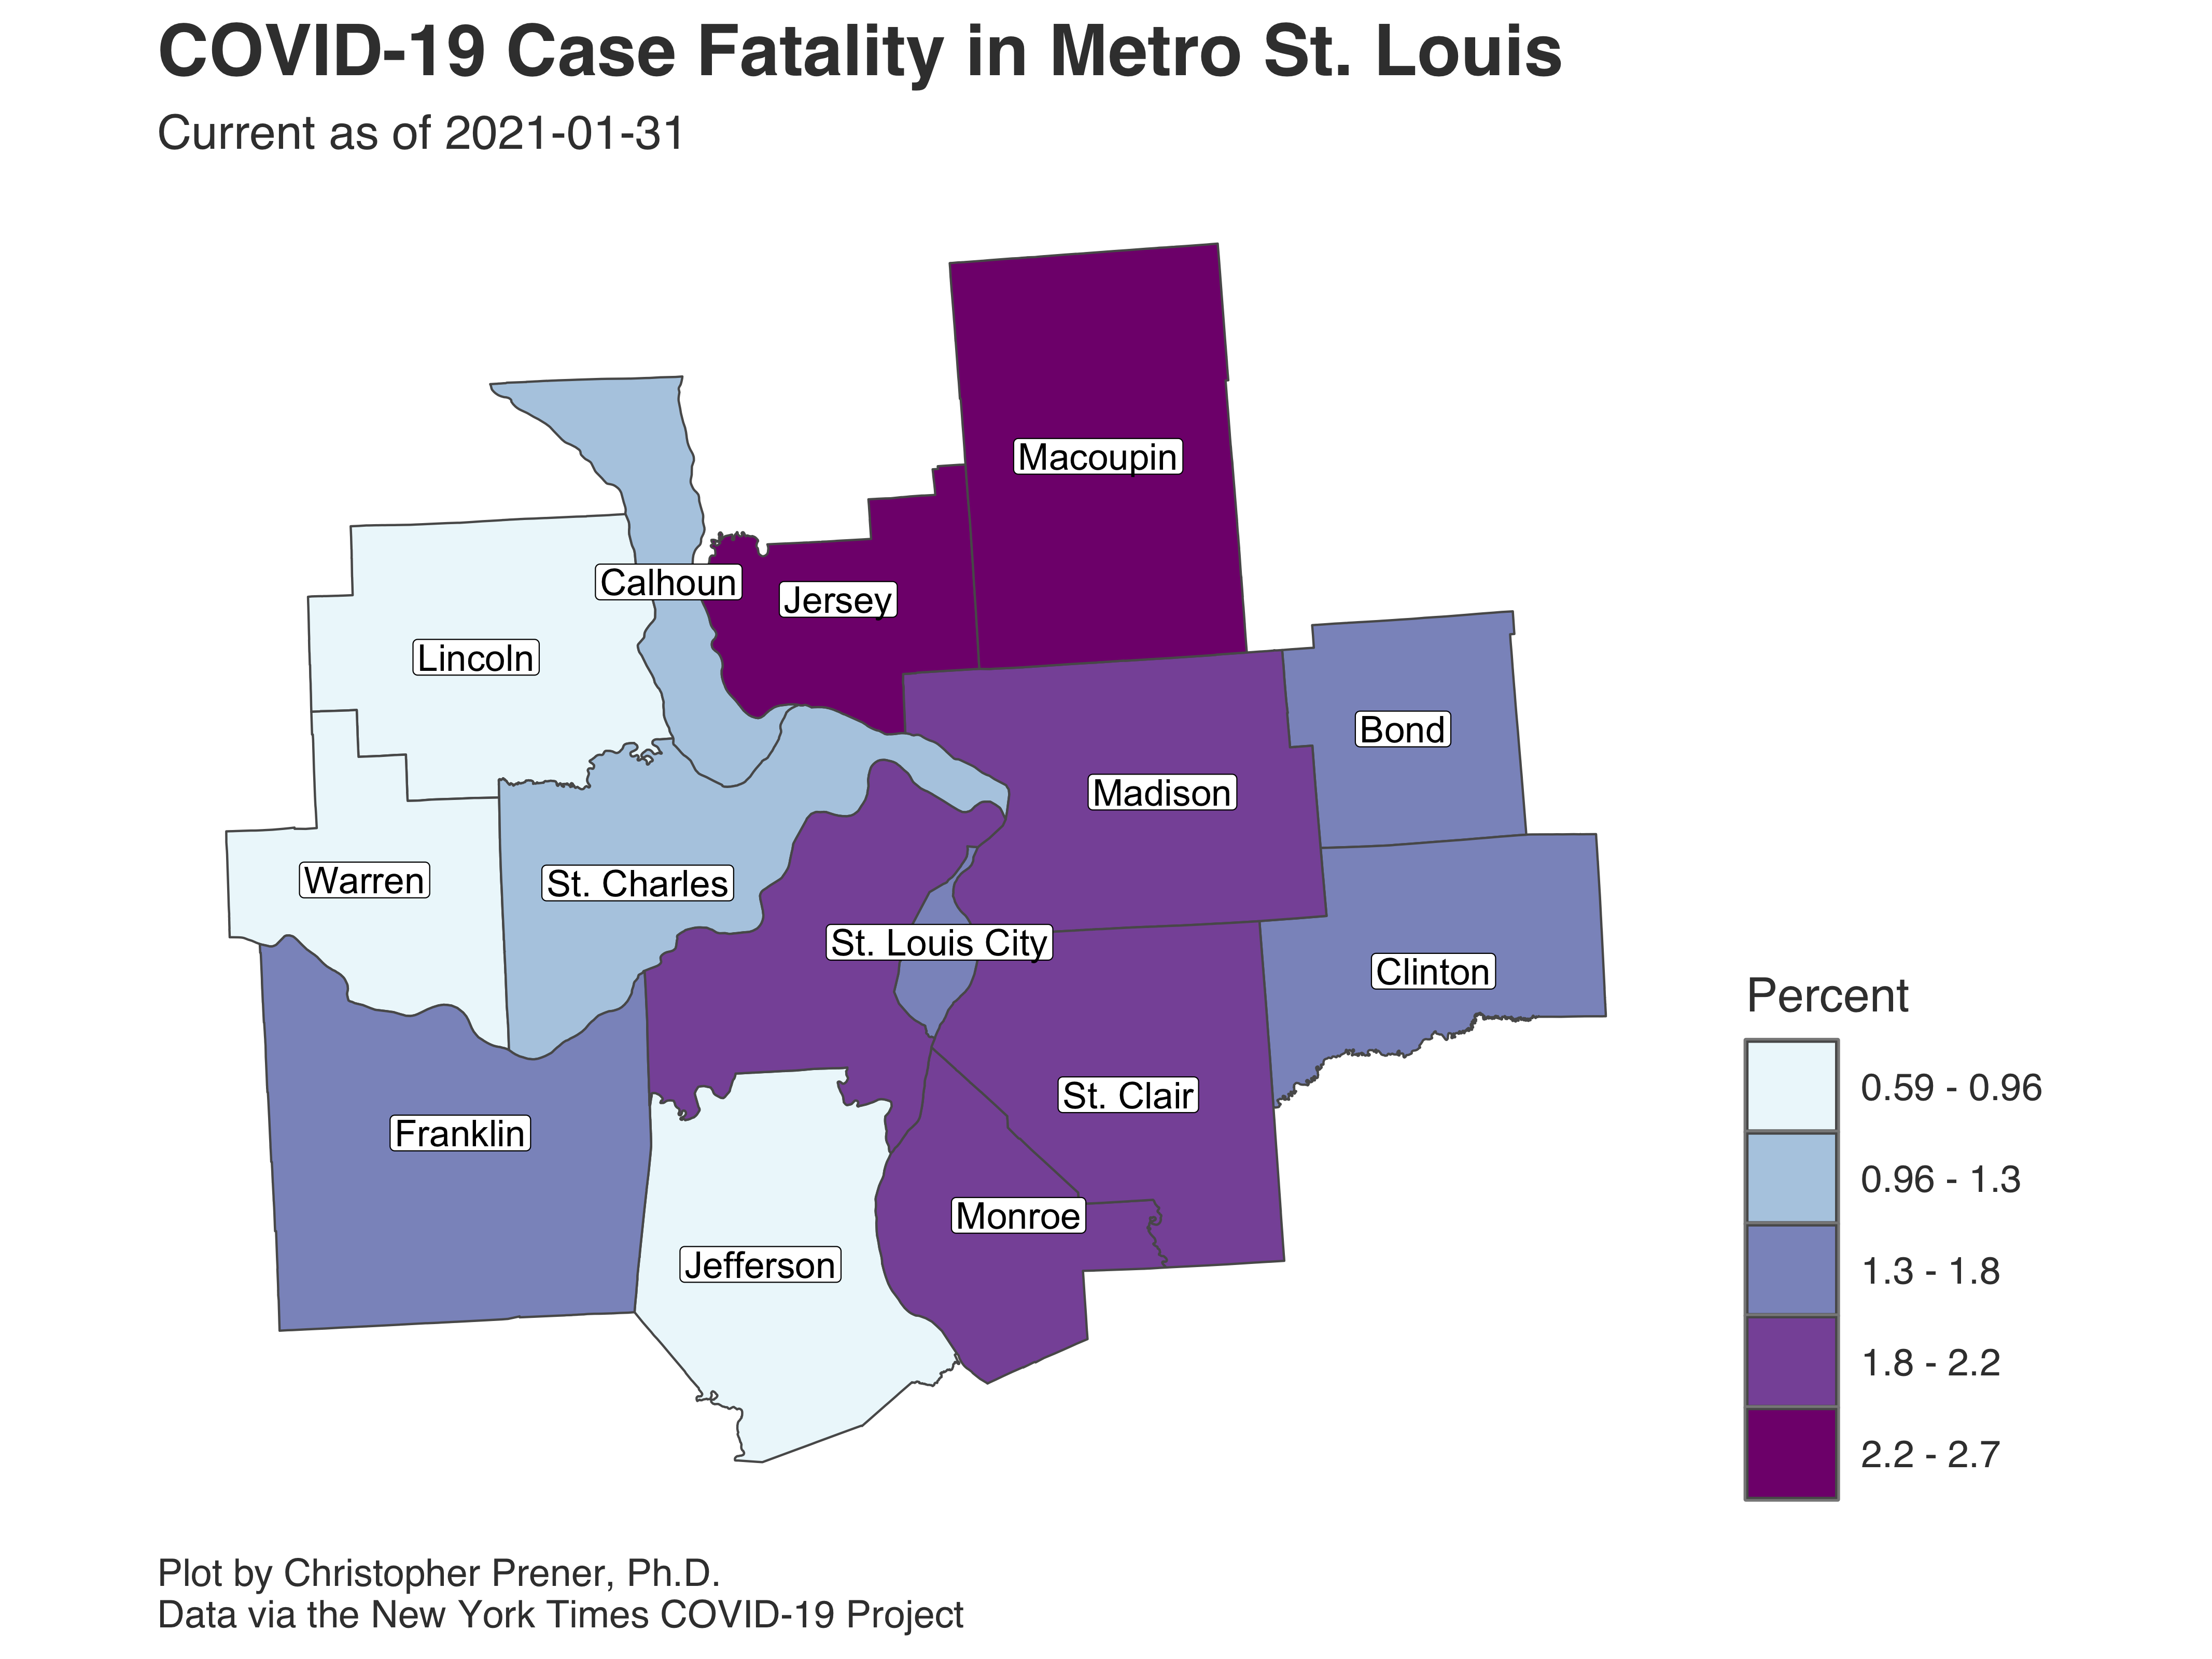 COVID-19 Case Fatality in Metro St. Louis
Current as of 2021-01-31
Macoupin
Calhoun
Jersey
Lincoln
Bond
Madison
Warren
St. Charles
St. Louis City
Clinton
St. Clair
Franklin
Monroe
Jefferson
Percent
0.59 - 0.96
0.96 - 1.3
1.3 - 1.8
1.8 - 2.2
2.2 - 2.7
Plot by Christopher Prener, Ph.D.
Data via the New York Times COVID-19 Project